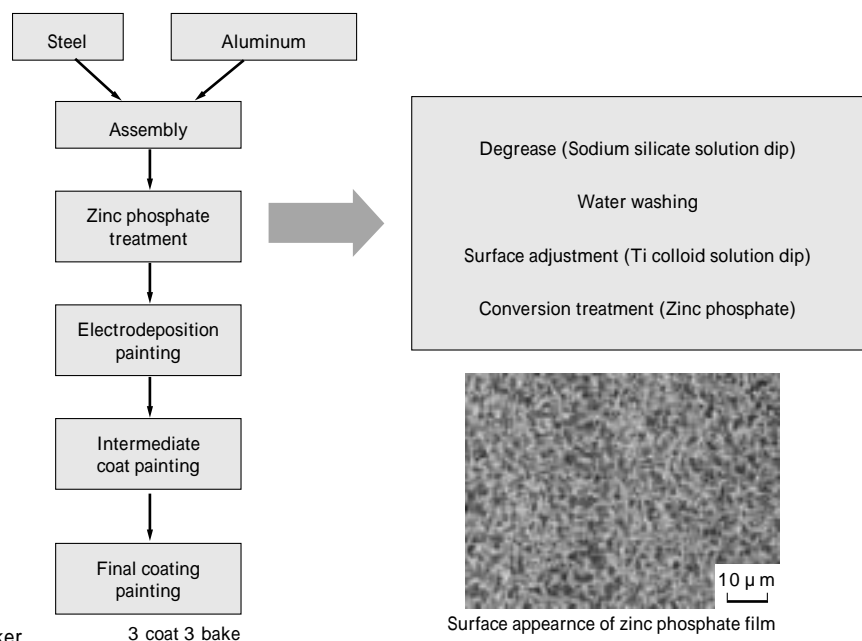 Steel
Aluminum
Assembly
Zinc phosphate
treatment
Electrodeposition
painting
Intermediate
coat painting
Final coating
painting
3 coat 3 bake
Degrease (Sodium silicate solution dip)
Water washing
Surface adjustment (Ti colloid solution dip)
Conversion treatment (Zinc phosphate)
10 μ m
Surface appearnce of zinc phosphate film